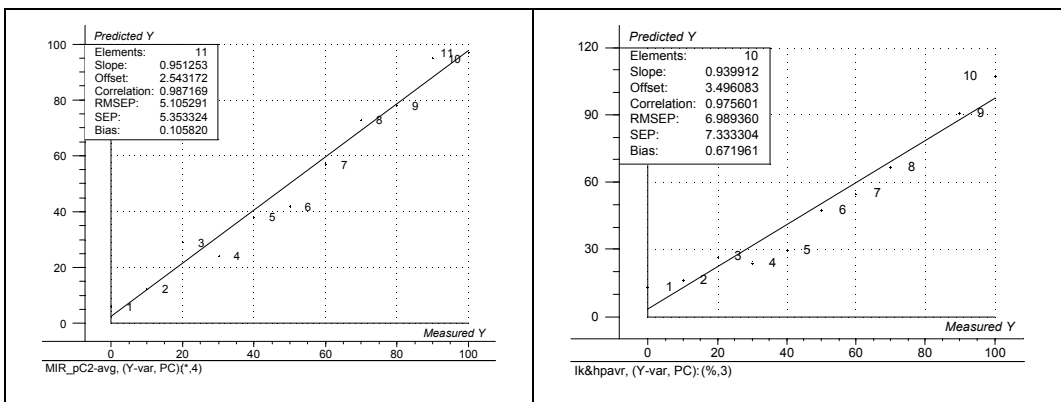 Predicted Y
100
Elements: 11
Slope: 0.951253
Offset: 2.543172
Correlation: 0.987169
RMSEP: 5.105291
SEP: 5.353324
Bias: 0.105820
80
60
40
20
0
11
10
9
8
7
6
5
4
3
2
1
Measured Y
0 20 40 60 80 100
MIR_pC2-avg, (Y-var, PC):(*,4)
Predicted Y
120
Elements: 10
Slope: 0.939912
Offset: 3.496083
Correlation: 0.975601
RMSEP: 6.989360
SEP: 7.333304
Bias: 0.671961
90
60
30
0
10
9
8
7
6
5
4
3
2
1
Measured Y
0 20 40 60 80 100
&hpavr, (Y-var, PC): (%,3)